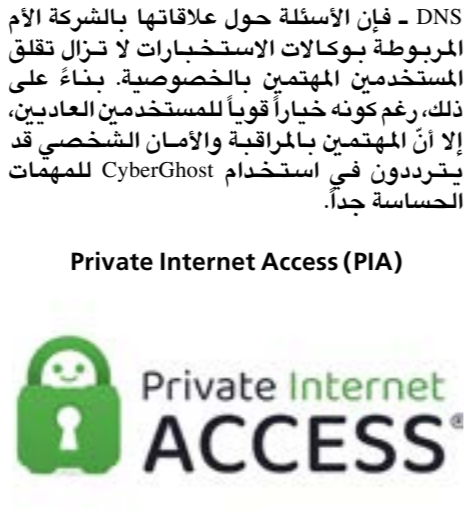 DNS ـ فإن الأسئلة حول علاقاتها بالشركة الأم
المربوطة بوكالات الاستخبارات لا تزال تقلق
المستخدمين المهتمين بالخصوصية. بناءً على
ذلك، رغم كونه خياراً قوياً للمستخدمين العاديين،
إلا أنّ المهتمين بالمراقبة والأمان الشخصي قد
يترددون في استخدام CyberGhost للمهمات
الحساسة جداً.
Private Internet Access (PIA)
Private Internet
ACCESS®